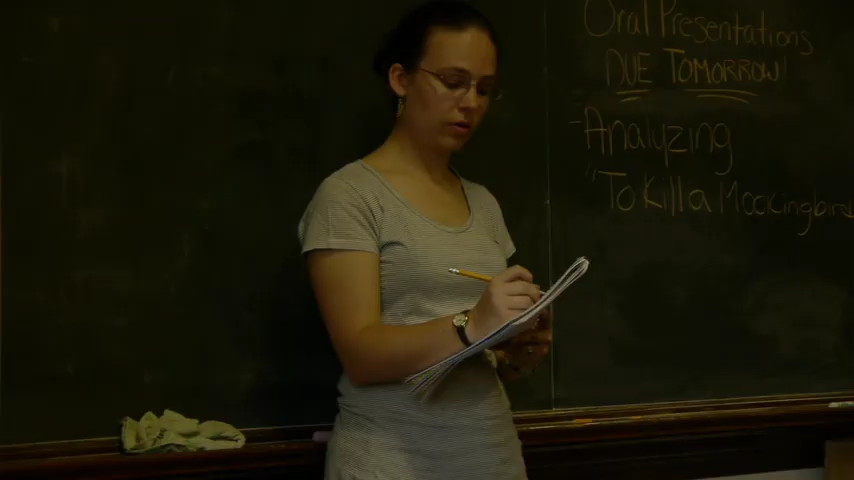 Oral Presentations
DUE TOMORROW!
-Analyzing
"To Kill a Mockingbird